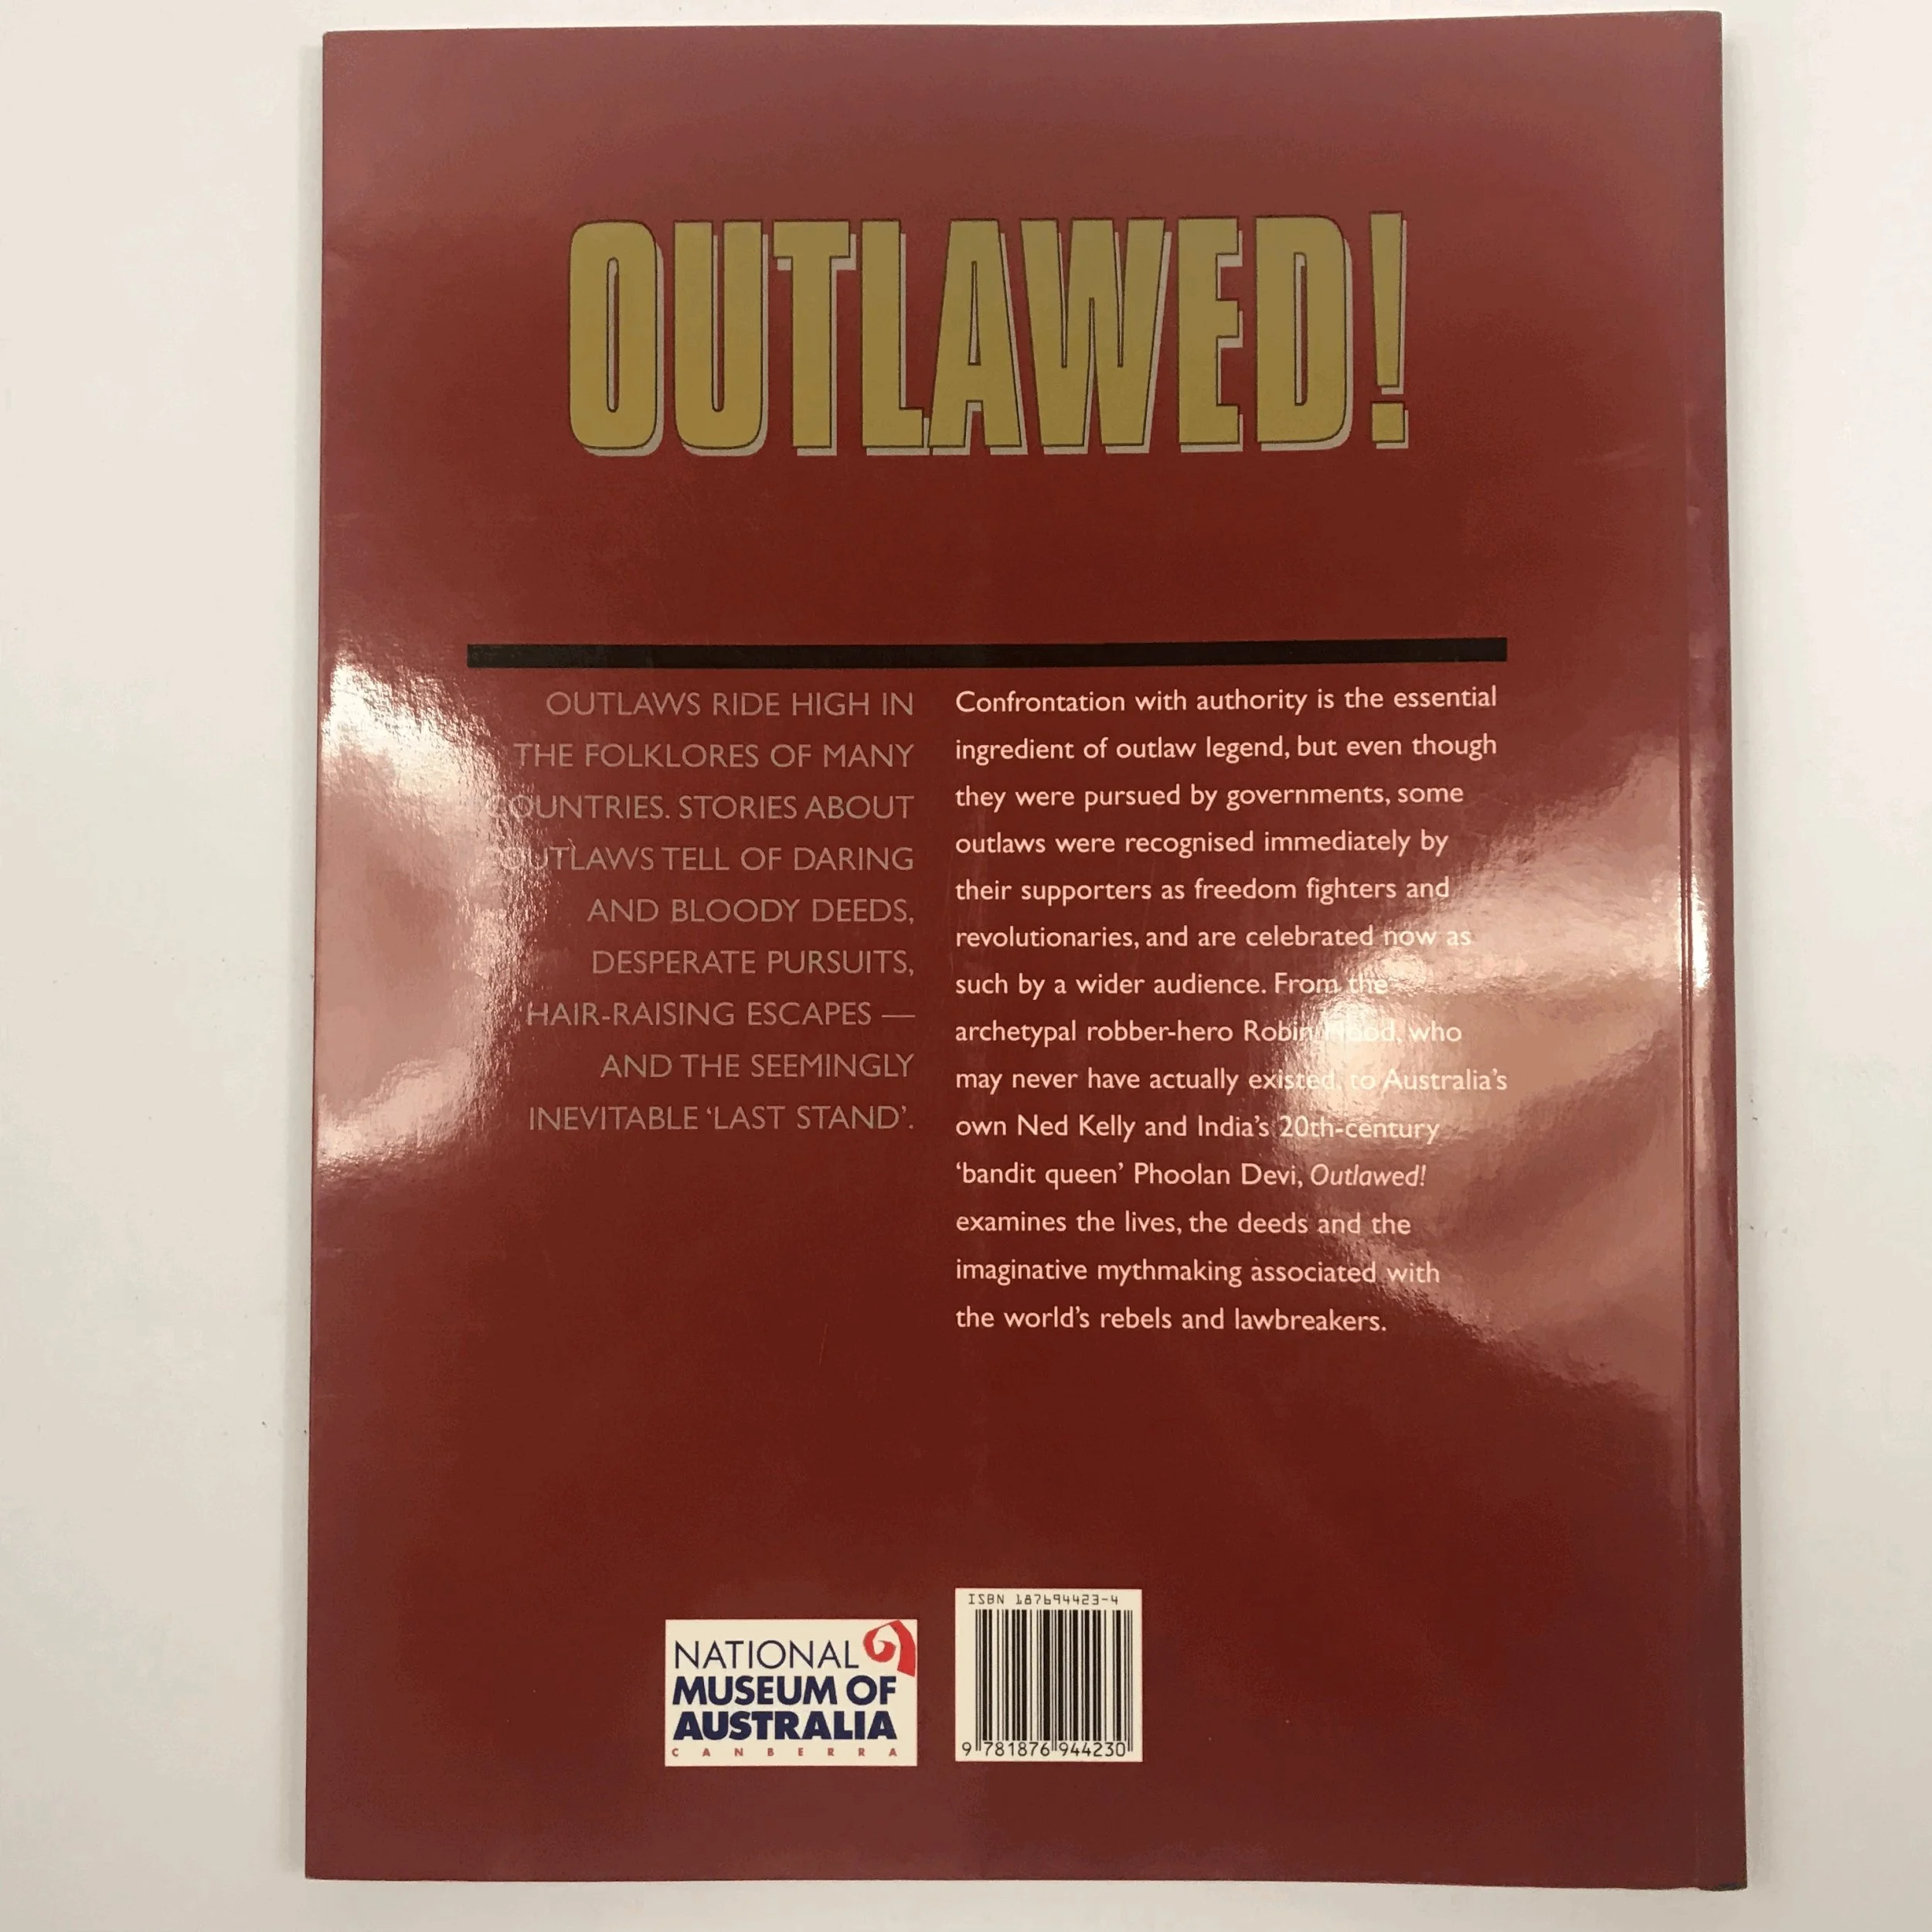 OUTLAWED!
OUTLAWS RIDE HIGH IN
THE FOLKLORES OF MANY
COUNTRIES. STORIES ABOUT
OUTLAWS TELL OF DARING
AND BLOODY DEEDS,
DESPERATE PURSUITS,
HAIR-RAISING ESCAPES —
AND THE SEEMINGLY
INEVITABLE ‘LAST STAND’.
Confrontation with authority is the essential
ingredient of outlaw legend, but even though
they were pursued by governments, some
outlaws were recognised immediately by
their supporters as freedom fighters and
revolutionaries, and are celebrated now as
such by a wider audience. From the
archetypal robber-hero Robin Hood, who
may never have actually existed, to Australia’s
own Ned Kelly and India’s 20th-century
‘bandit queen’ Phoolan Devi, Outlawed!
examines the lives, the deeds and the
imaginative mythmaking associated with
the world’s rebels and lawbreakers.
NATIONAL
MUSEUM OF
AUSTRALIA
CANBERRA
ISBN 187694423-4
9 781876 944230